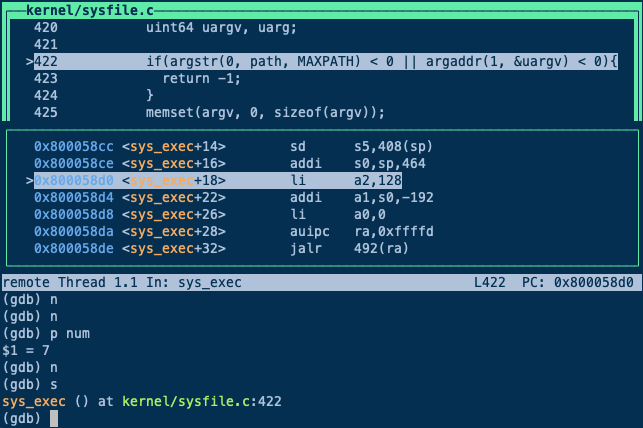 kernel/sysfile.c
420 uint64 uargv, uarg;
421
>422 if(argstr(0, path, MAXPATH) < 0 || argaddr(1, &uargv) < 0){
423 return -1;
424 }
425 memset(argv, 0, sizeof(argv));
0x800058cc <sys_exec+14> sd s5,408(sp)
0x800058ce <sys_exec+16> addi s0,sp,464
>0x800058d0 <sys_exec+18> li a2,128
0x800058d4 <sys_exec+22> addi a1,s0,-192
0x800058d8 <sys_exec+26> li a0,0
0x800058da <sys_exec+28> auipc ra,0xffffd
0x800058de <sys_exec+32> jalr 492(ra)
remote Thread 1.1 In: sys_exec L422 PC: 0x800058d0
(gdb) n
(gdb) n
(gdb) p num
$1 = 7
(gdb) n
(gdb) s
sys_exec () at kernel/sysfile.c:422
(gdb)